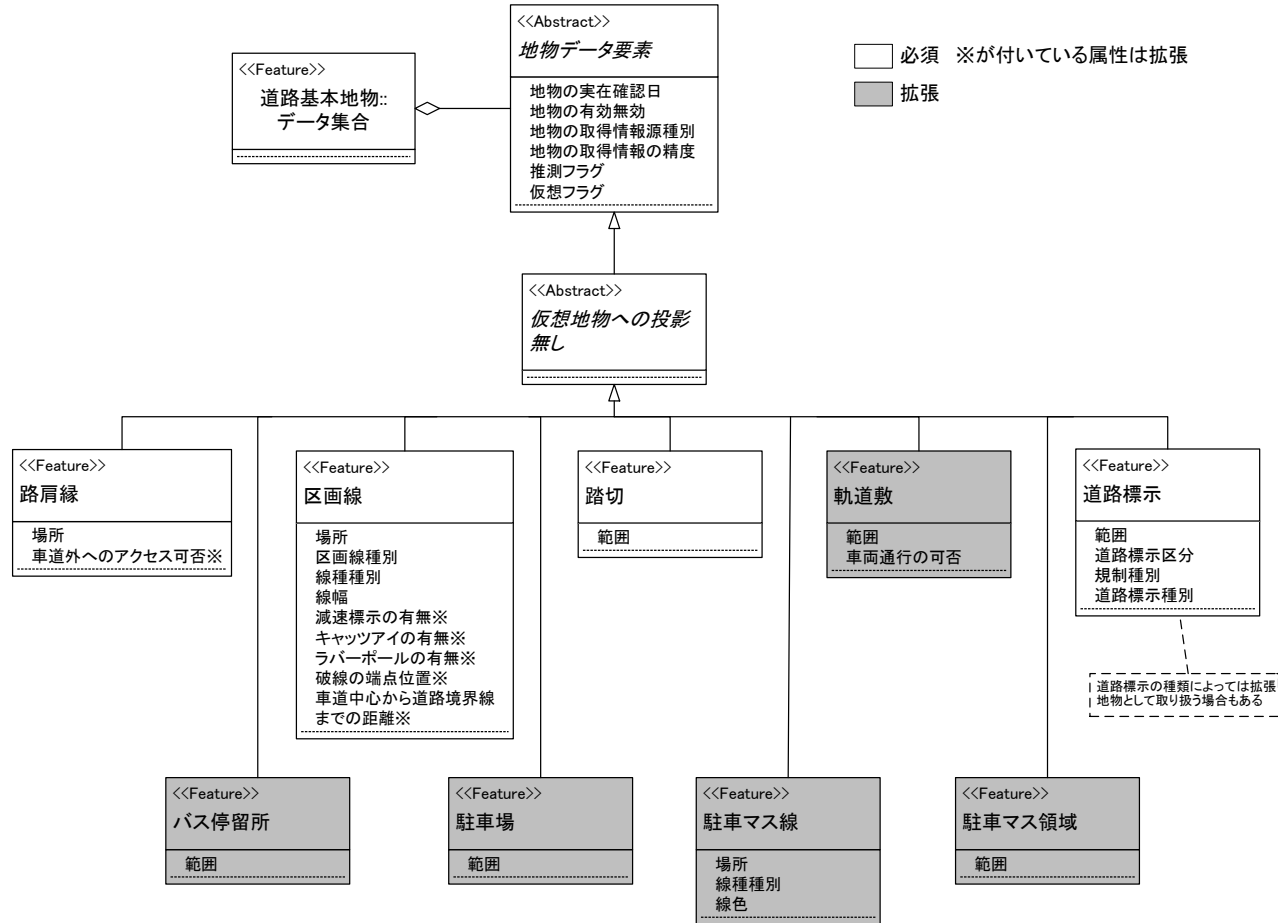 <<Abstract>>
地物データ要素
地物の実在確認日
地物の有効無効
地物の取得情報源種別
地物の取得情報の精度
推測フラグ
仮想フラグ
<<Feature>>
道路基本地物::
データ集合
必須 ※が付いている属性は拡張
拡張
<<Abstract>>
仮想地物への投影
無し
<<Feature>>
路肩縁
場所
車道外へのアクセス可否※
<<Feature>>
区画線
場所
区画線種別
線種種別
線幅
減速標示の有無※
キャッツアイの有無※
ラバーポールの有無※
破線の端点位置※
車道中心から道路境界線
までの距離※
<<Feature>>
踏切
範囲
<<Feature>>
軌道敷
範囲
車両通行の可否
<<Feature>>
道路標示
範囲
道路標示区分
規制種別
道路標示種別
道路標示の種類によっては拡張
地物として取り扱う場合もある
<<Feature>>
バス停留所
範囲
<<Feature>>
駐車場
範囲
<<Feature>>
駐車マス線
場所
線種種別
線色
<<Feature>>
駐車マス領域
範囲